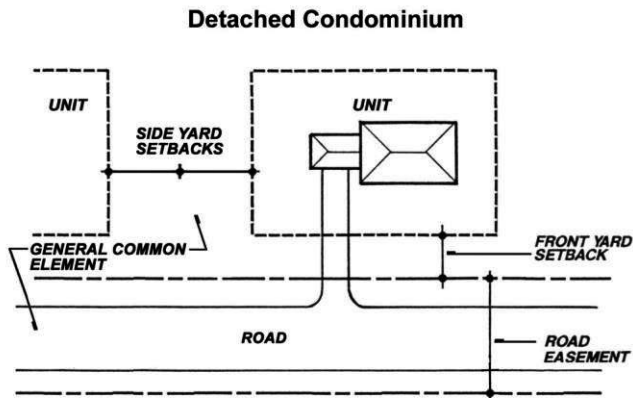 Detached Condominium
UNIT
UNIT
SIDE YARD
SETBACKS
GENERAL COMMON
ELEMENT
FRONT YARD
SETBACK
ROAD
ROAD
EASEMENT